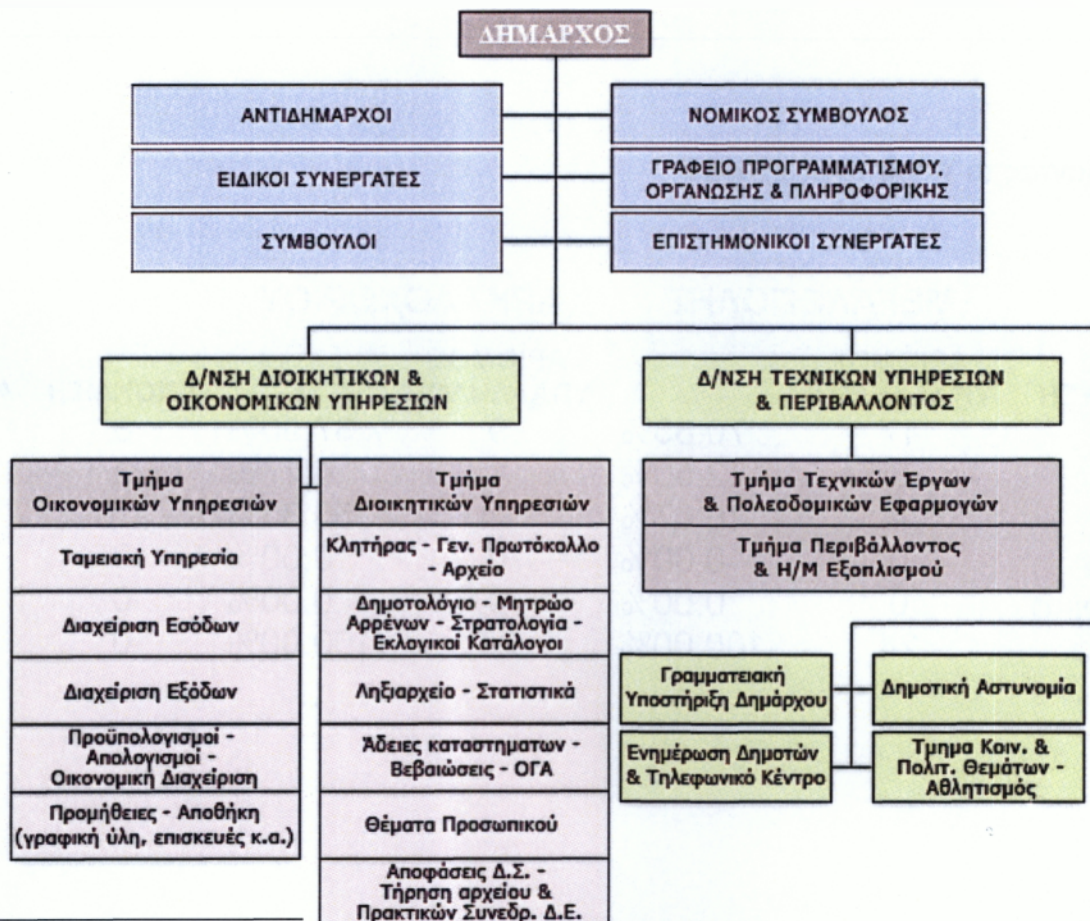 ΔΗΜΑΡΧΟΣ
ΑΝΤΙΔΗΜΑΡΧΟΙ
ΝΟΜΙΚΟΣ ΣΥΜΒΟΥΛΟΣ
ΕΙΔΙΚΟΙ ΣΥΝΕΡΓΑΤΕΣ
ΓΡΑΦΕΙΟ ΠΡΟΓΡΑΜΜΑΤΙΣΜΟΥ,
ΟΡΓΑΝΩΣΗΣ & ΠΛΗΡΟΦΟΡΙΚΗΣ
ΣΥΜΒΟΥΛΟΙ
ΕΠΙΣΤΗΜΟΝΙΚΟΙ ΣΥΝΕΡΓΑΤΕΣ
Δ/ΝΣΗ ΔΙΟΙΚΗΤΙΚΩΝ &
ΟΙΚΟΝΟΜΙΚΩΝ ΥΠΗΡΕΣΙΩΝ
Δ/ΝΣΗ ΤΕΧΝΙΚΩΝ ΥΠΗΡΕΣΙΩΝ
& ΠΕΡΙΒΑΛΛΟΝΤΟΣ
Τμήμα
Οικονομικών Υπηρεσιών
Ταμειακή Υπηρεσία
Διαχείριση Εσόδων
Διαχείριση Εξόδων
Προϋπολογισμοί -
Απολογισμοί -
Οικονομική Διαχείριση
Προμήθειες - Αποθήκη
(γραφική ύλη, επισκευές κ.α.)
Τμήμα
Διοικητικών Υπηρεσιών
Κλητήρας - Γεν. Πρωτόκολλο
- Αρχείο
Δημοτολόγιο - Μητρώο
Αρρένων - Στρατολογία -
Εκλογικοί Κατάλογοι
Ληξιαρχείο - Στατιστικά
Άδειες καταστηματων -
Βεβαιώσεις - ΟΓΑ
Θέματα Προσωπικού
Αποφάσεις Δ.Σ. -
Τήρηση αρχείου &
Πρακτικών Συνεδρ. Δ.Ε.
Τμήμα Τεχνικών Έργων
& Πολεοδομικών Εφαρμογών
Τμήμα Περιβάλλοντος
& Η/Μ Εξοπλισμού
Γραμματειακή
Υποστήριξη Δημάρχου
Δημοτική Αστυνομία
Ενημέρωση Δημοτών
& Τηλεφωνικό Κέντρο
Τμημα Κοιν. &
Πολιτ. Θεμάτων -
Αθλητισμός